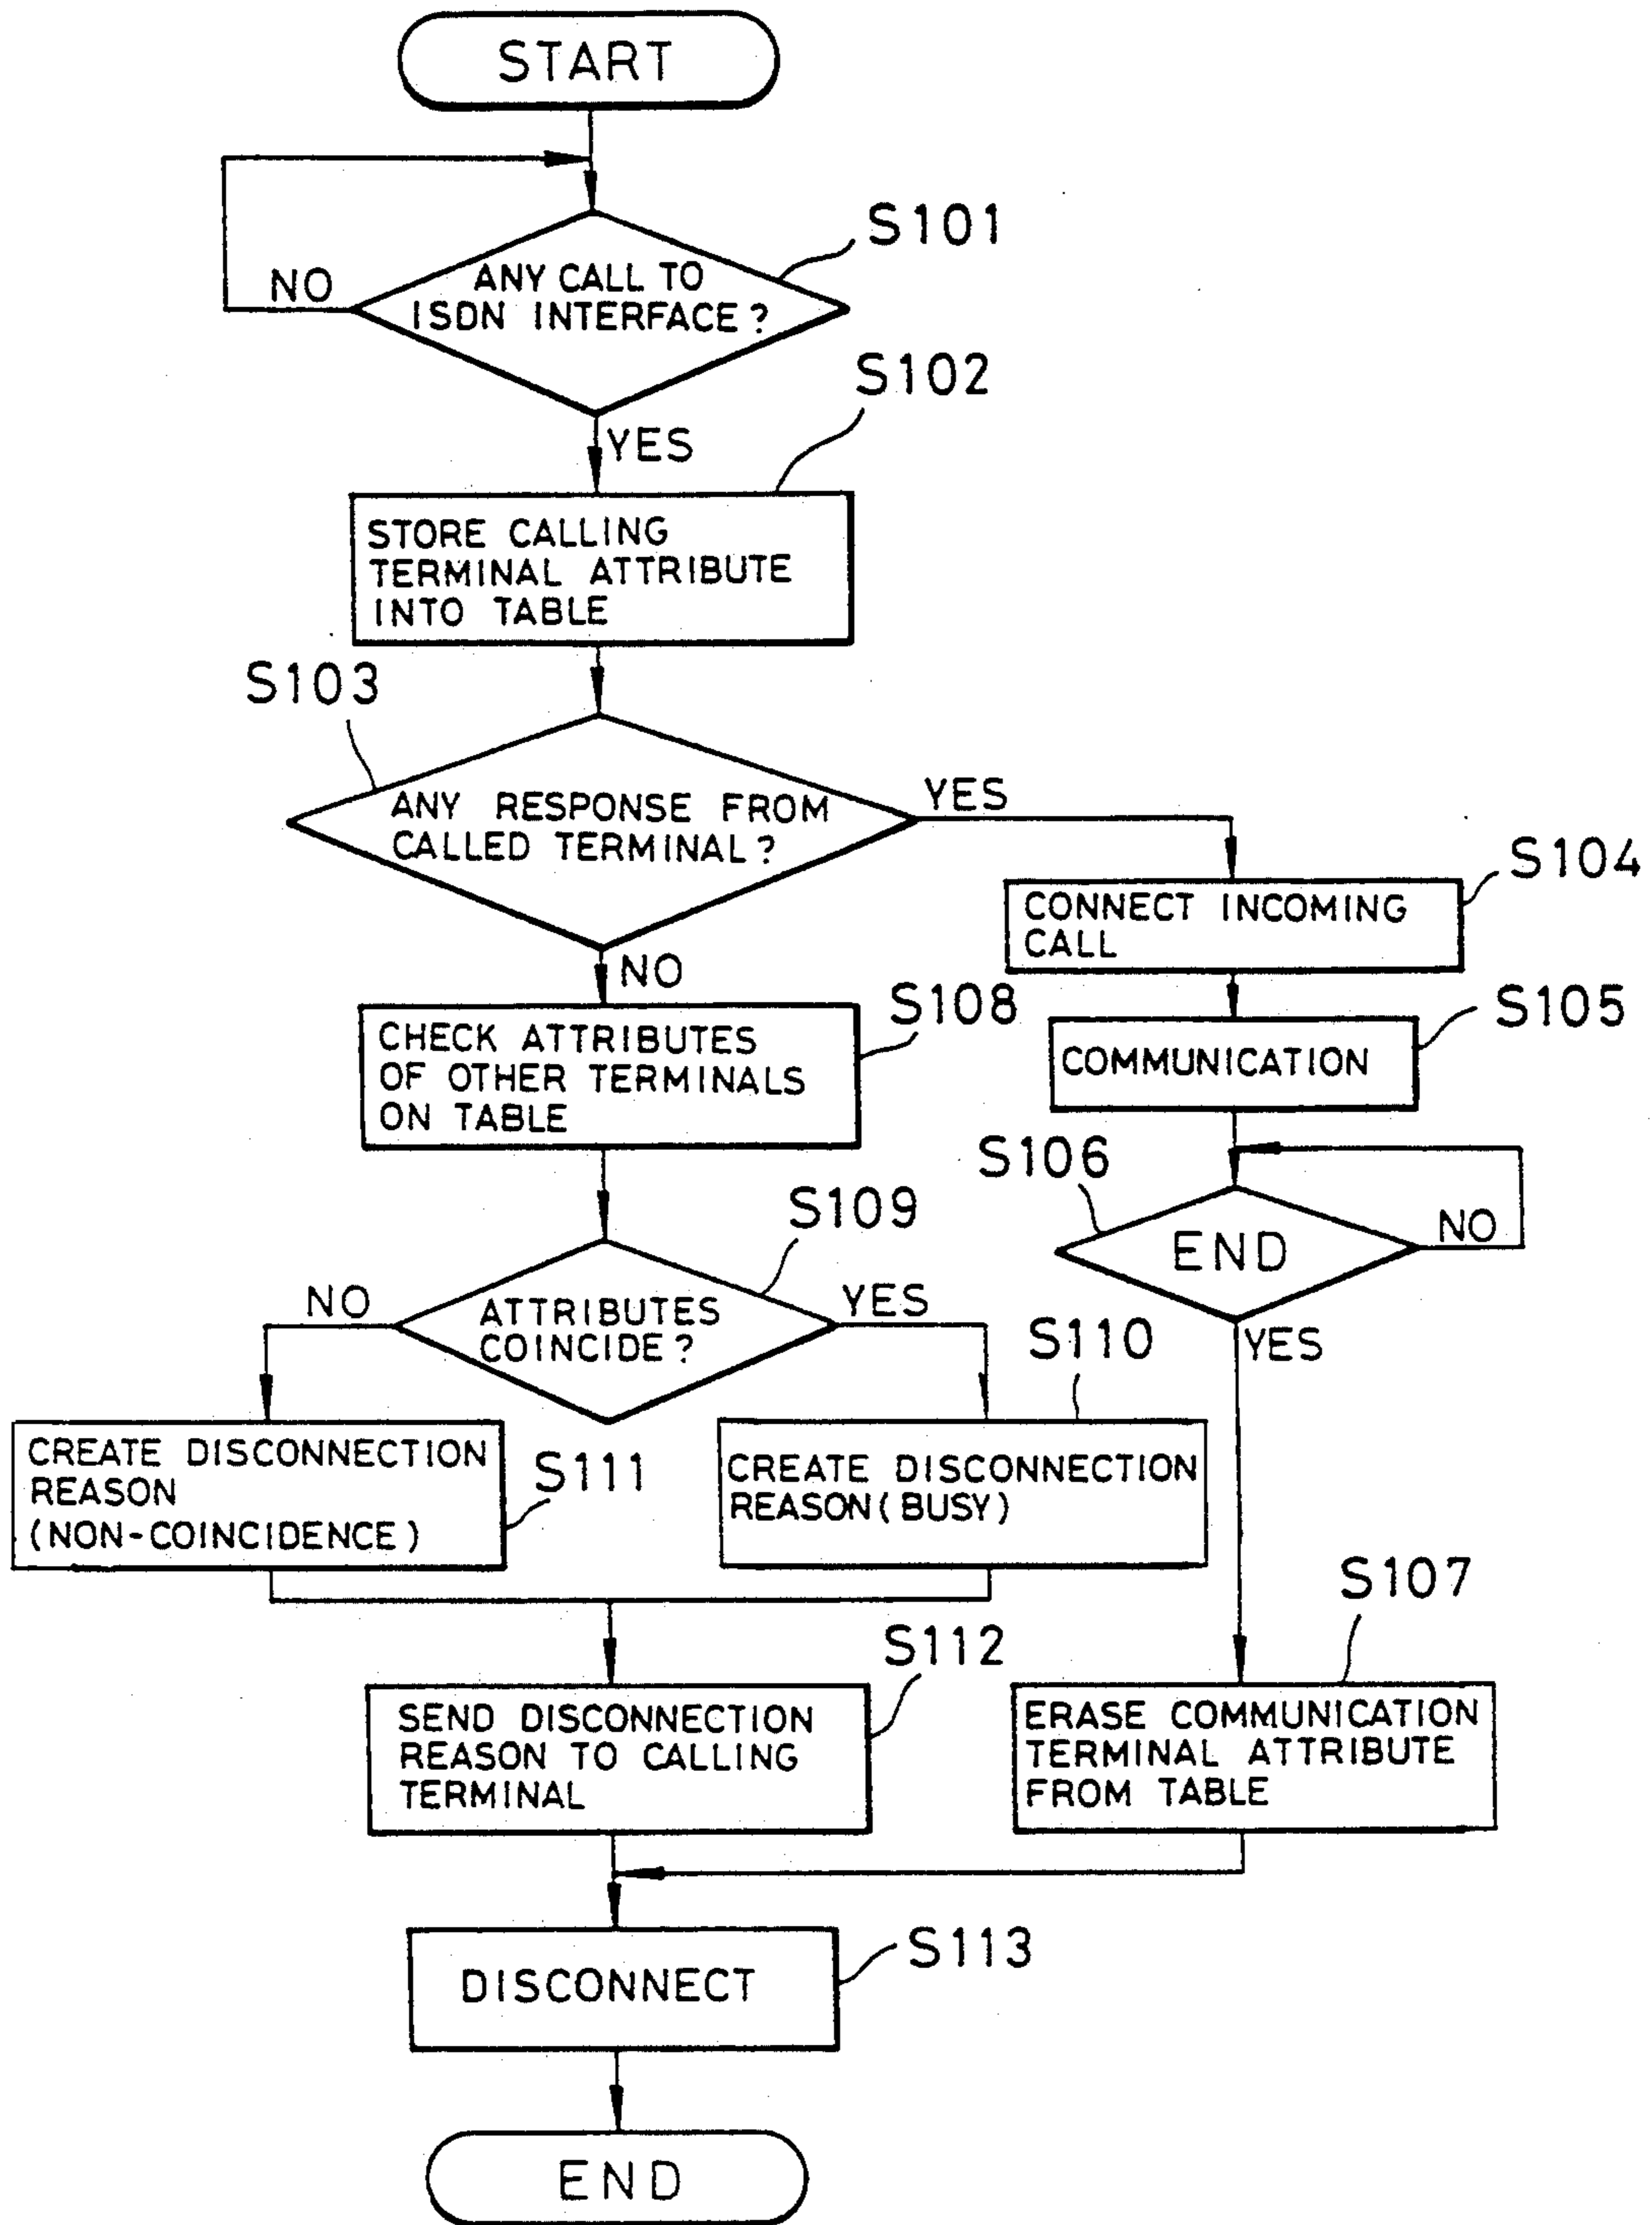 START
S101
ANY CALL TO
ISDN INTERFACE?
NO
S102
YES
STORE CALLING
TERMINAL ATTRIBUTE
INTO TABLE
S103
ANY RESPONSE FROM
CALLED TERMINAL?
YES
S104
CONNECT INCOMING
CALL
NO
S108
CHECK ATTRIBUTES
OF OTHER TERMINALS
ON TABLE
S105
COMMUNICATION
S106
END
NO
YES
S109
ATTRIBUTES
COINCIDE?
NO
YES
S110
CREATE DISCONNECTION
REASON
(NON-COINCIDENCE)
S111
CREATE DISCONNECTION
REASON(BUSY)
S107
S112
SEND DISCONNECTION
REASON TO CALLING
TERMINAL
ERASE COMMUNICATION
TERMINAL ATTRIBUTE
FROM TABLE
S113
DISCONNECT
END